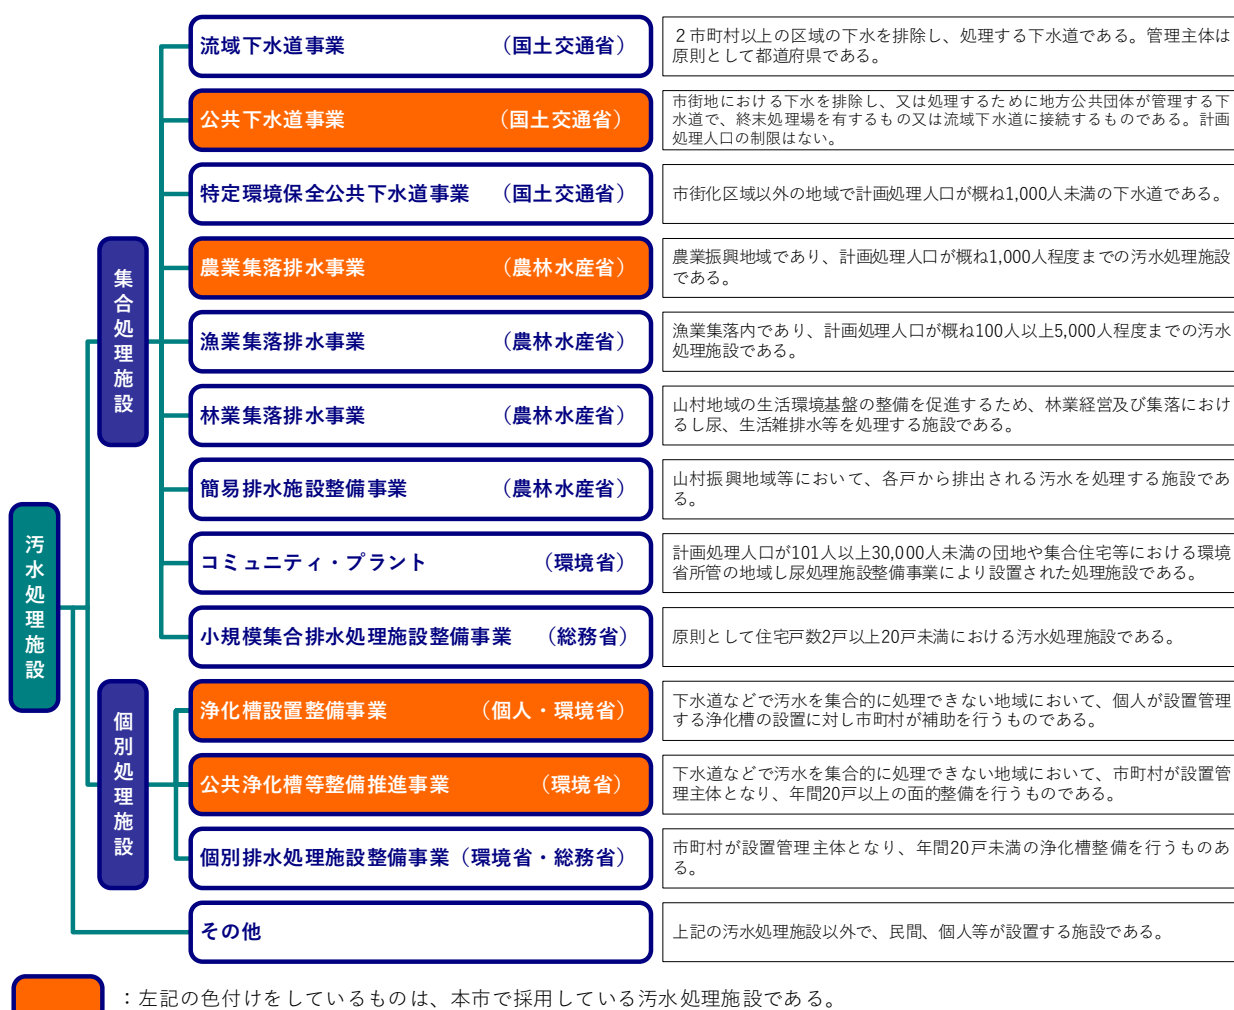 流域下水道事業　（国土交通省）
２市町村以上の区域の下水を排除し、処理する下水道である。管理主体は
原則として都道府県である。
公共下水道事業　（国土交通省）
市街地における下水を排除し、又は処理するために地方公共団体が管理する下
水道で、終末処理場を有するもの又は流域下水道に接続するものである。計画
処理人口の制限はない。
特定環境保全公共下水道事業　（国土交通省）
市街化区域以外の地域で計画処理人口が概ね1,000人未満の下水道である。
集合処理施設
農業集落排水事業　（農林水産省）
農業振興地域であり、計画処理人口が概ね1,000人程度までの汚水処理施設
である。
漁業集落排水事業　（農林水産省）
漁業集落内であり、計画処理人口が概ね100人以上5,000人程度までの汚水
処理施設である。
林業集落排水事業　（農林水産省）
山村地域の生活環境基盤の整備を促進するため、林業経営及び集落におけ
るし尿、生活雑排水等を処理する施設である。
簡易排水施設整備事業　（農林水産省）
山村振興地域等において、各戸から排出される汚水を処理する施設であ
る。
汚水処理施設
コミュニティ・プラント　（環境省）
計画処理人口が101人以上30,000人未満の団地や集合住宅等における環境
省所管の地域し尿処理施設整備事業により設置された処理施設である。
小規模集合排水処理施設整備事業　（総務省）
原則として住宅戸数2戸以上20戸未満における汚水処理施設である。
個別処理施設
浄化槽設置整備事業　（個人・環境省）
下水道などで汚水を集合的に処理できない地域において、個人が設置管理
する浄化槽の設置に対し市町村が補助を行うものである。
公共浄化槽等整備推進事業　（環境省）
下水道などで汚水を集合的に処理できない地域において、市町村が設置管
理主体となり、年間20戸以上の面的整備を行うものである。
個別排水処理施設整備事業（環境省・総務省）
市町村が設置管理主体となり、年間20戸未満の浄化槽整備を行うものあ
る。
その他
上記の汚水処理施設以外で、民間、個人等が設置する施設である。
：左記の色付けをしているものは、本市で採用している汚水処理施設である。